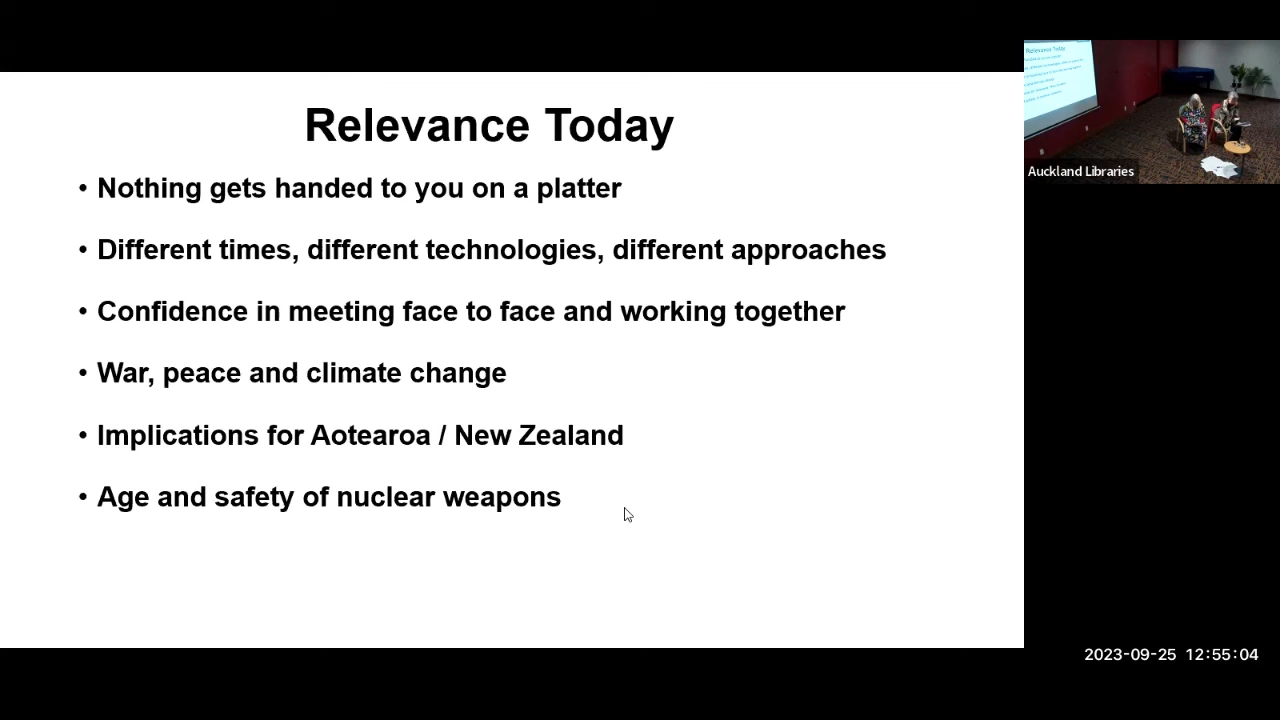 Relevance Today
• Nothing gets handed to you on a platter
• Different times, different technologies, different approaches
• Confidence in meeting face to face and working together
• War, peace and climate change
• Implications for Aotearoa / New Zealand
• Age and safety of nuclear weapons
Relevance Today
Auckland Libraries
2023-09-25 12:55:04